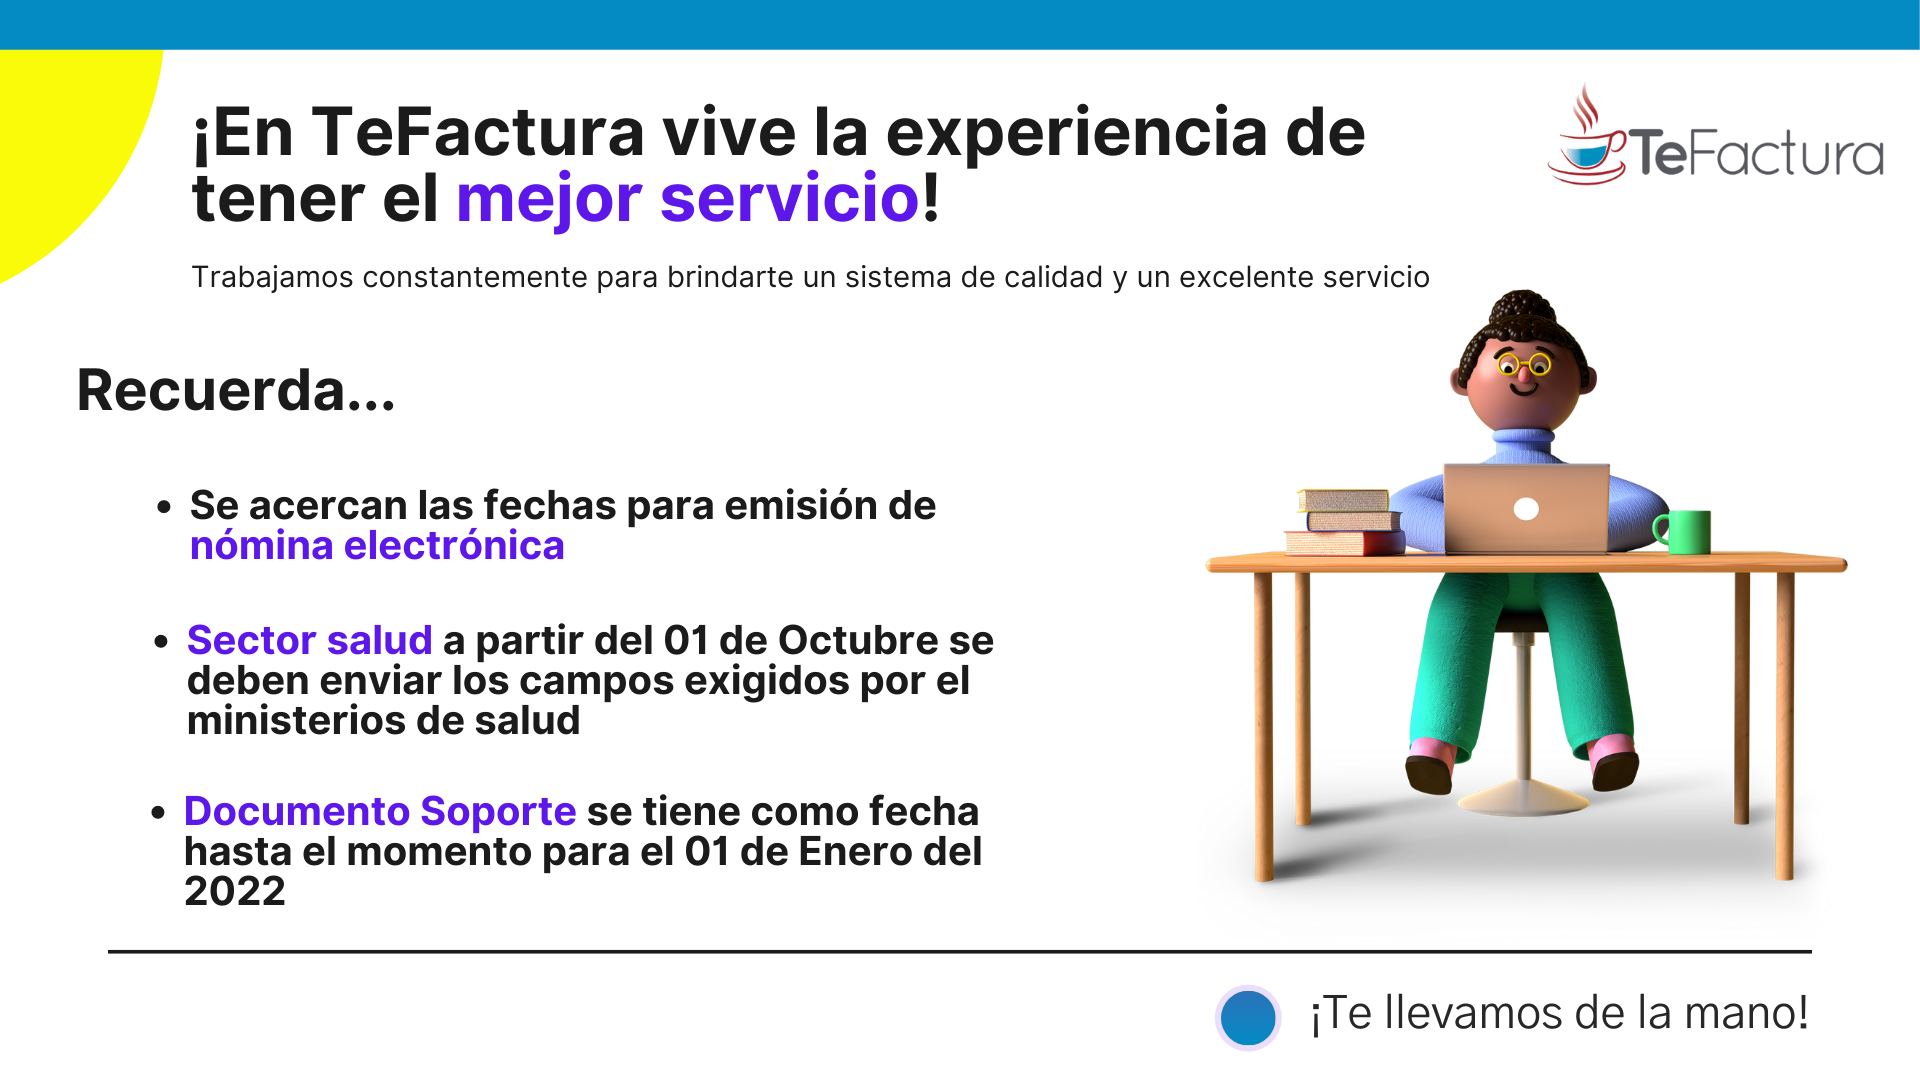 ¡En TeFactura vive la experiencia de
tener el mejor servicio!
TeFactura
Trabajamos constantemente para brindarte un sistema de calidad y un excelente servicio
Recuerda...
• Se acercan las fechas para emisión de
nómina electrónica
• Sector salud a partir del 01 de Octubre se
deben enviar los campos exigidos por el
ministerios de salud
• Documento Soporte se tiene como fecha
hasta el momento para el 01 de Enero del
2022
¡Te llevamos de la mano!